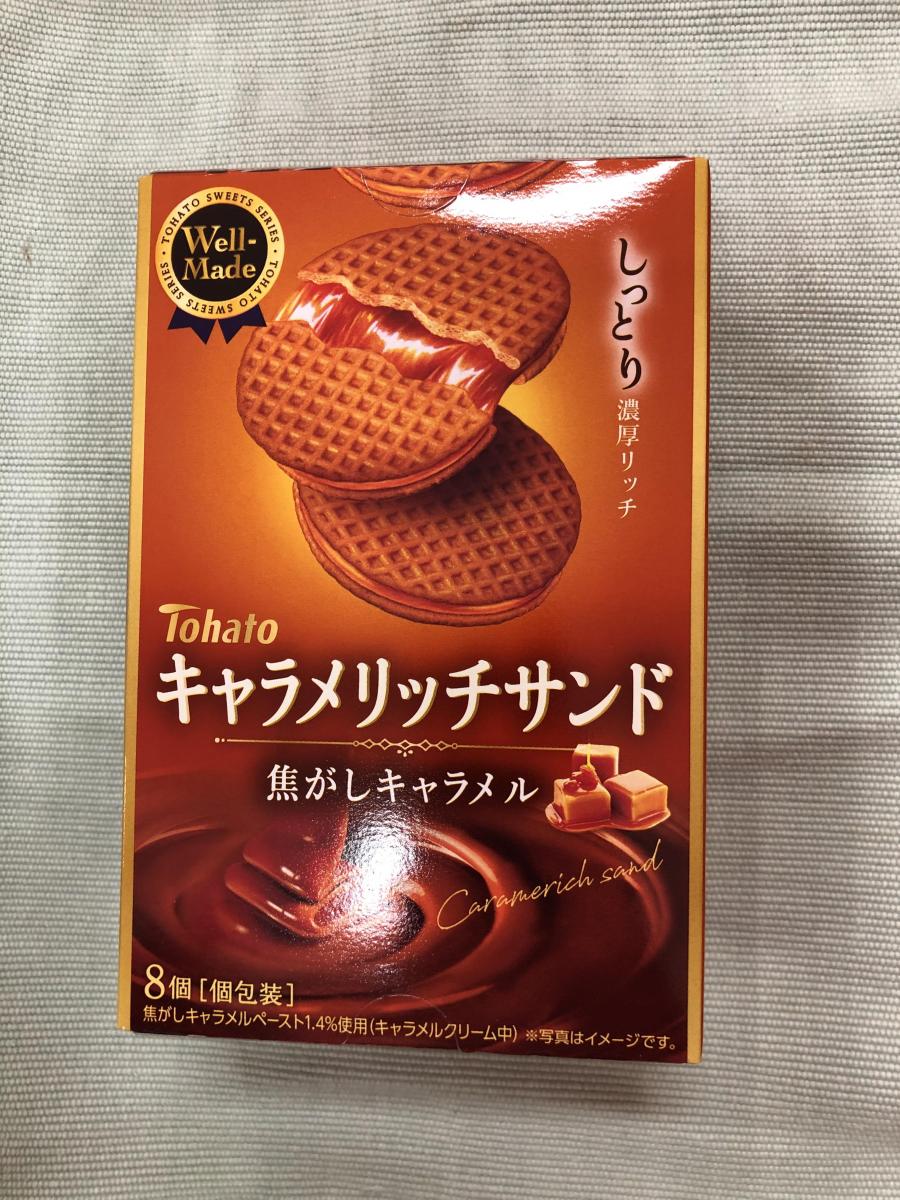 TOHATO SWEETS SERIES・TOHATO SWEETS SERIES・
Well-
Made
しっとり
濃厚リッチ
Tohato
キャラメリッチサンド
焦がしキャラメル
Caramerich sand
8個[個包装]
焦がしキャラメルペースト1.4%使用(キャラメルクリーム中) ※写真はイメージです。